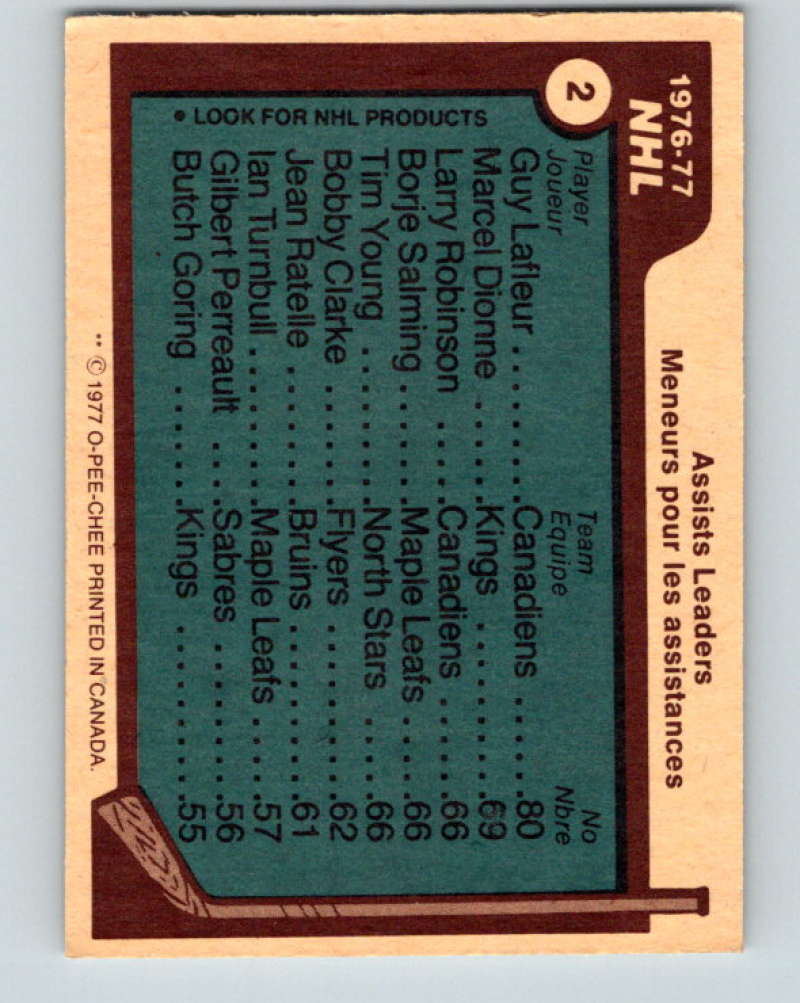 1976-77
NHL
Assists Leaders
Meneurs pour les assistances
2
Player Team No
Joueur Equipe Nbre
Guy Lafleur ........ Canadiens ...... 80
Marcel Dionne ..... Kings ......... 69
Larry Robinson .... Canadiens ..... 66
Borje Salming ..... Maple Leafs .... 66
Tim Young ........ North Stars .... 66
Bobby Clarke ...... Flyers ......... 62
Jean Ratelle ....... Bruins ......... 61
Ian Turnbull ........ Maple Leafs .... 57
Gilbert Perreault ... Sabres ......... 56
Butch Goring ...... Kings ......... 55
• LOOK FOR NHL PRODUCTS
** © 1977 O-PEE-CHEE PRINTED IN CANADA.